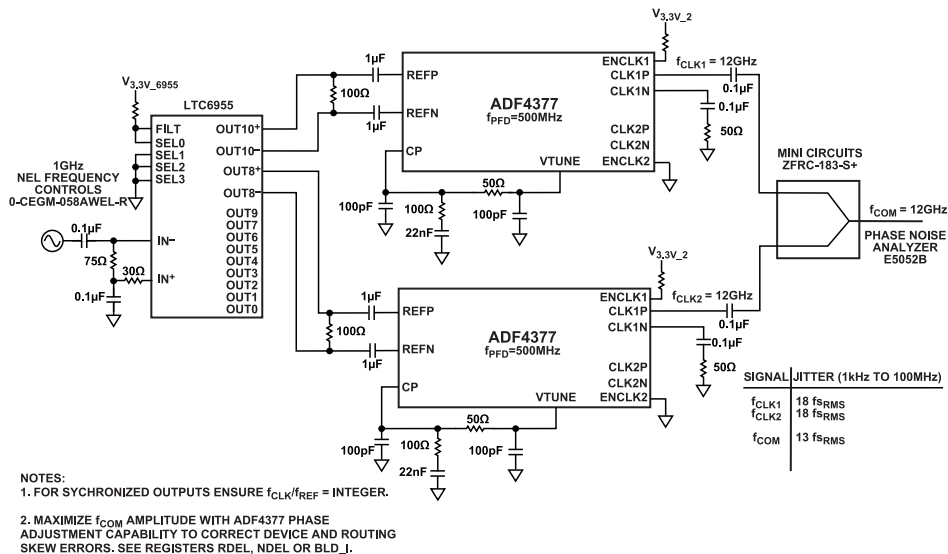 V3.3V_6955
LTC6955
FILT
SEL0
SEL1
SEL2
SEL3
OUT10+
OUT10–
OUT8+
OUT8–
OUT9
OUT7
OUT6
OUT5
OUT4
OUT3
OUT2
OUT1
OUT0
IN–
IN+
1GHz
NEL FREQUENCY
CONTROLS
0-CEGM-058AWEL-R
0.1µF
75Ω
30Ω
0.1µF
1µF
100Ω
1µF
REFP
REFN
CP
ADF4377
fPFD=500MHz
VTUNE
ENCLK1
CLK1P
CLK1N
CLK2P
CLK2N
ENCLK2
V3.3V_2
fCLK1 = 12GHz
0.1µF
0.1µF
50Ω
100pF
100Ω
22nF
50Ω
100pF
MINI CIRCUITS
ZFRC-183-S+
fCOM = 12GHz
PHASE NOISE
ANALYZER
E5052B
1µF
100Ω
1µF
REFP
REFN
CP
ADF4377
fPFD=500MHz
VTUNE
ENCLK1
CLK1P
CLK1N
CLK2P
CLK2N
ENCLK2
V3.3V_2
fCLK2 = 12GHz
0.1µF
0.1µF
50Ω
100pF
100Ω
22nF
50Ω
100pF
SIGNAL JITTER (1kHz TO 100MHz)
fCLK1 18 fsRMS
fCLK2 18 fsRMS
fCOM 13 fsRMS
NOTES:
1. FOR SYCHRONIZED OUTPUTS ENSURE fCLK/fREF = INTEGER.
2. MAXIMIZE fCOM AMPLITUDE WITH ADF4377 PHASE
ADJUSTMENT CAPABILITY TO CORRECT DEVICE AND ROUTING
SKEW ERRORS. SEE REGISTERS RDEL, NDEL OR BLD_I.